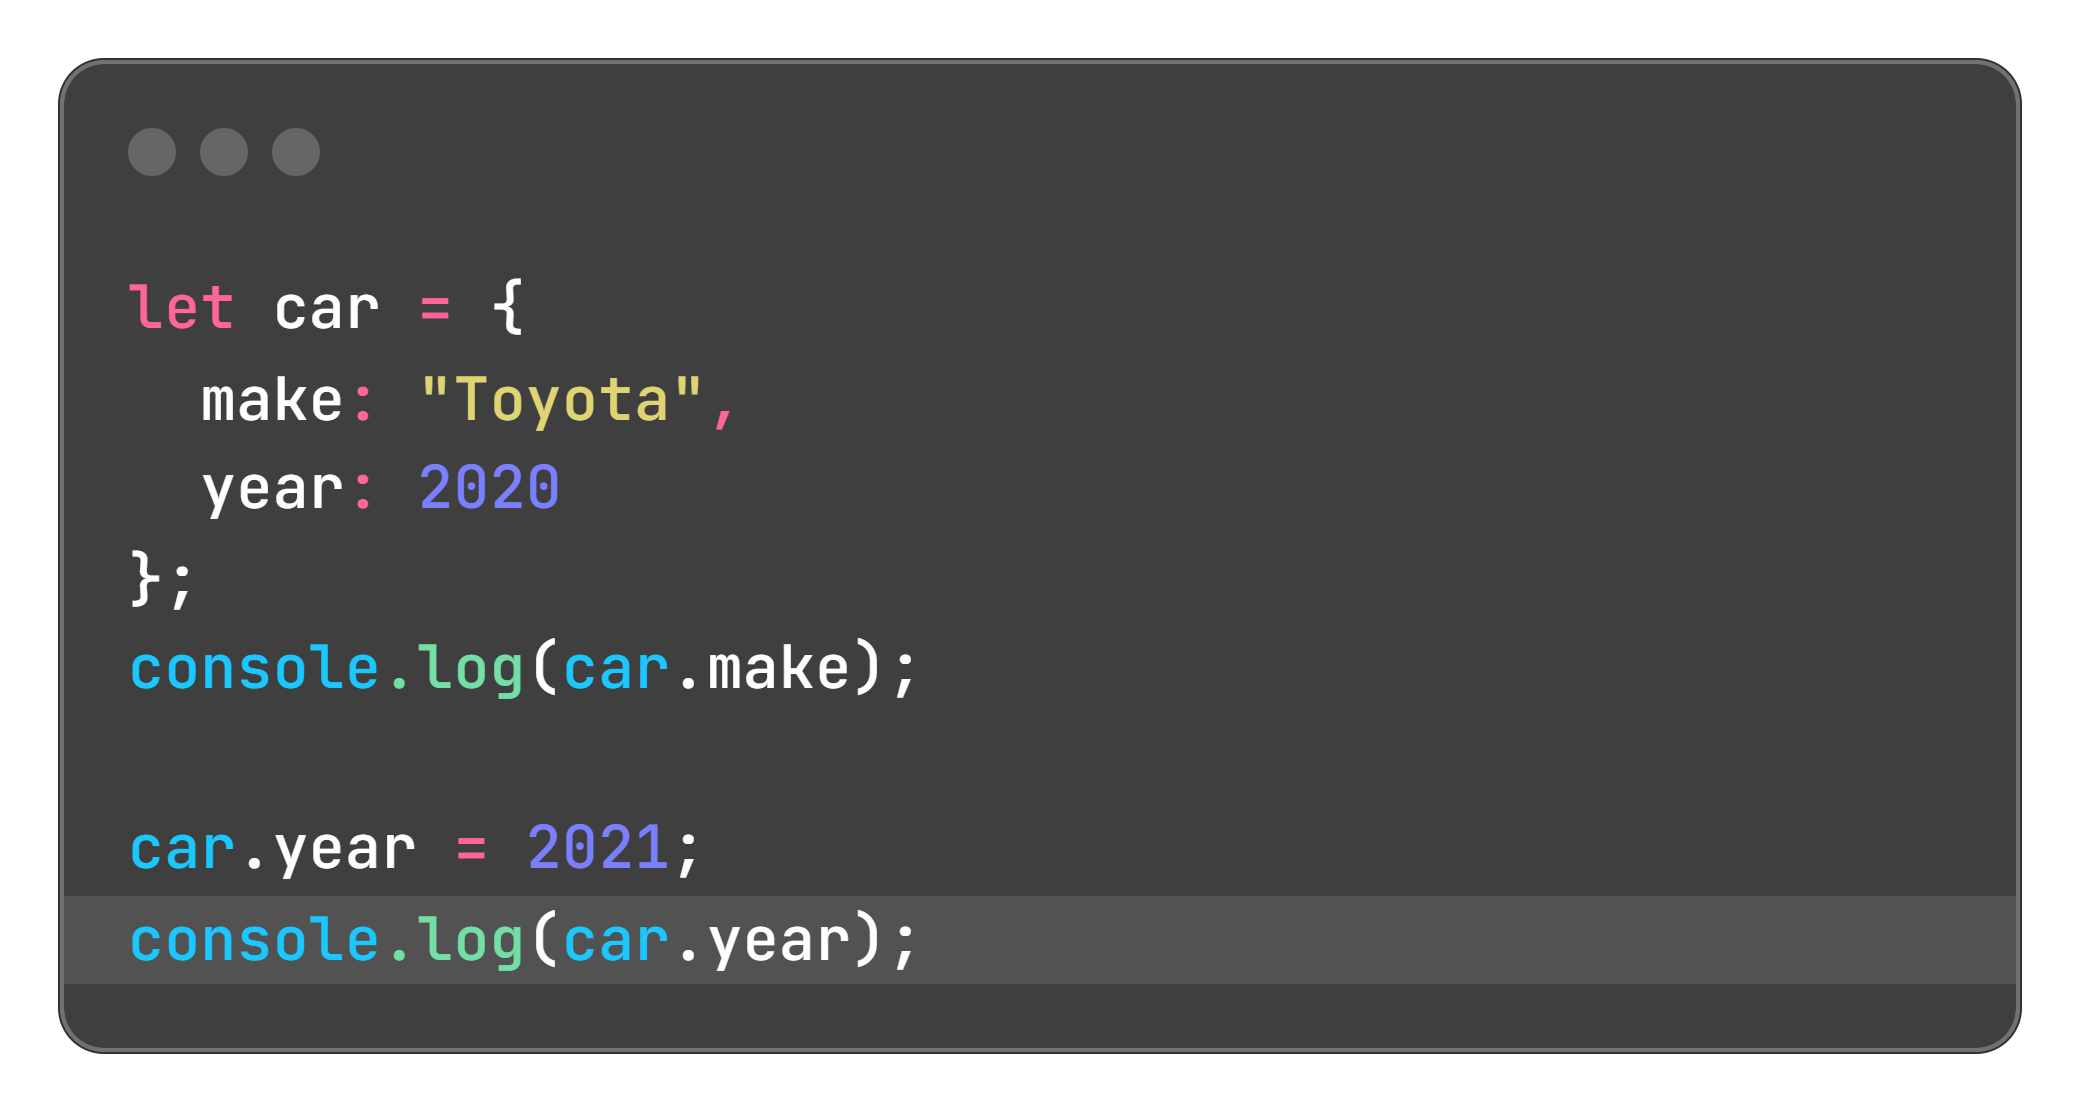 let car = {
  make: "Toyota",
  year: 2020
};
console.log(car.make);

car.year = 2021;
console.log(car.year);